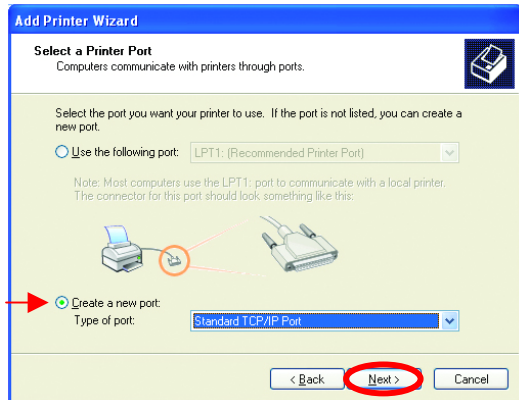 Add Printer Wizard
Select a Printer Port
Computers communicate with printers through ports.
Select the port you want your printer to use. If the port is not listed, you can create a
new port.
Use the following port: LPT1: (Recommended Printer Port)
Note: Most computers use the LPT1: port to communicate with a local printer.
The connector for this port should look something like this:
Create a new port:
Type of port: Standard TCP/IP Port
< Back Next > Cancel